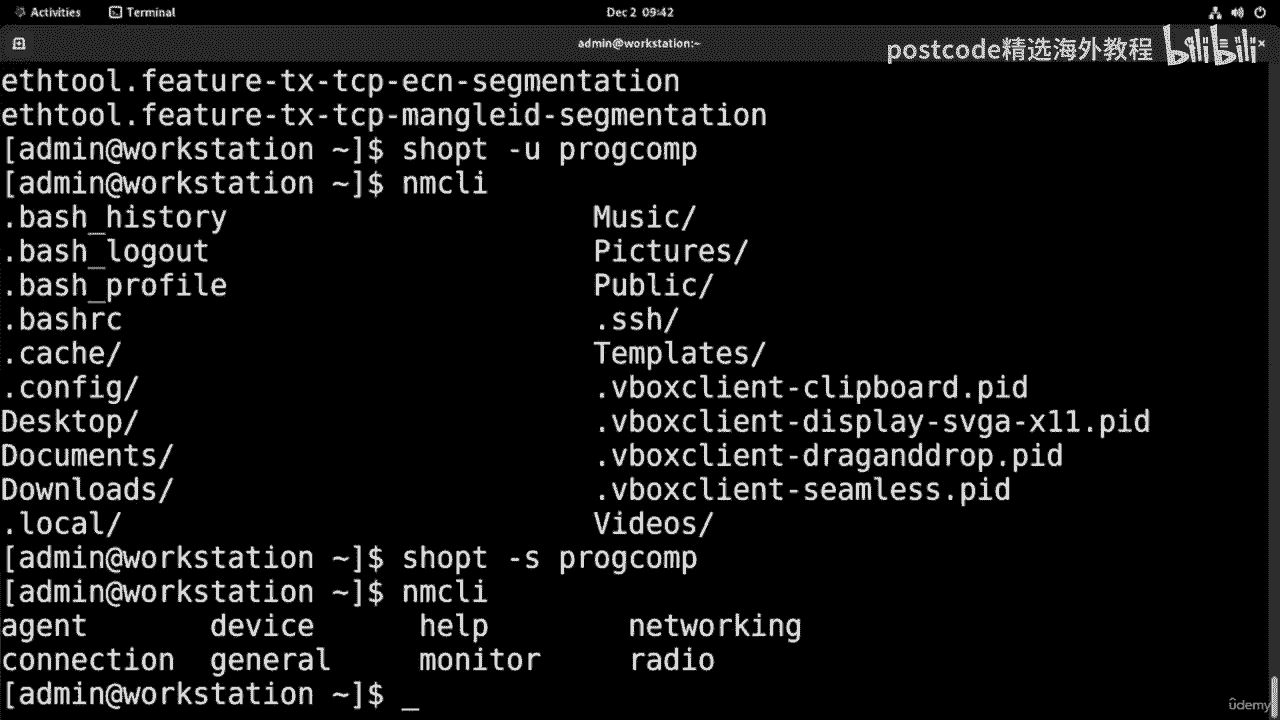 Activities Terminal Dec 2 09:42
admin@workstation:~
postcode精选海外教程 bilibili
ethtool.feature-tx-tcp-ecn-segmentation
ethtool.feature-tx-tcp-mangleid-segmentation
[admin@workstation ~]$ shopt -u progcomp
[admin@workstation ~]$ nmcli
.bash_history Music/
.bash_logout Pictures/
.bash_profile Public/
.bashrc .ssh/
.cache/ Templates/
.config/ .vboxclient-clipboard.pid
Desktop/ .vboxclient-display-svga-x11.pid
Documents/ .vboxclient-draganddrop.pid
Downloads/ .vboxclient-seamless.pid
.local/ Videos/
[admin@workstation ~]$ shopt -s progcomp
[admin@workstation ~]$ nmcli
agent device help networking
connection general monitor radio
[admin@workstation ~]$ _
ûdemy